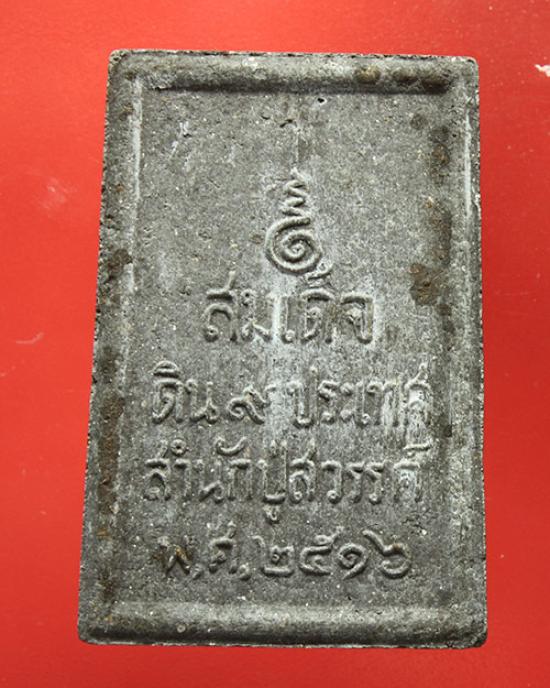 สมเด็จ
ดิน ๙ ประเทศ
สำนักปู่สวรรค์
พ.ศ. ๒๕๑๖